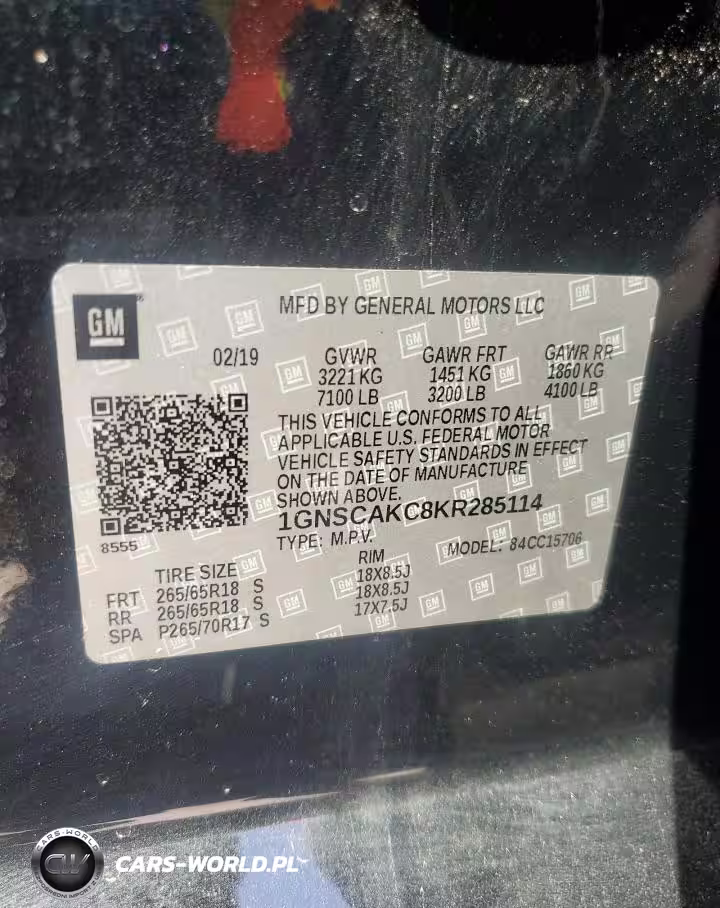 GM
MFD BY GENERAL MOTORS LLC
02/19 GVWR GAWR FRT GAWR RR
3221 KG 1451 KG 1860 KG
7100 LB 3200 LB 4100 LB
THIS VEHICLE CONFORMS TO ALL
APPLICABLE U.S. FEDERAL MOTOR
VEHICLE SAFETY STANDARDS IN EFFECT
ON THE DATE OF MANUFACTURE
SHOWN ABOVE.
1GNSCAKC8KR285114
8555
TYPE: M.P.V. MODEL: 84CC15706
TIRE SIZE RIM
FRT 265/65R18 S 18X8.5J
RR 265/65R18 S 18X8.5J
SPA P265/70R17 S 17X7.5J
CARS-WORLD
CW
CARS-WORLD.PL